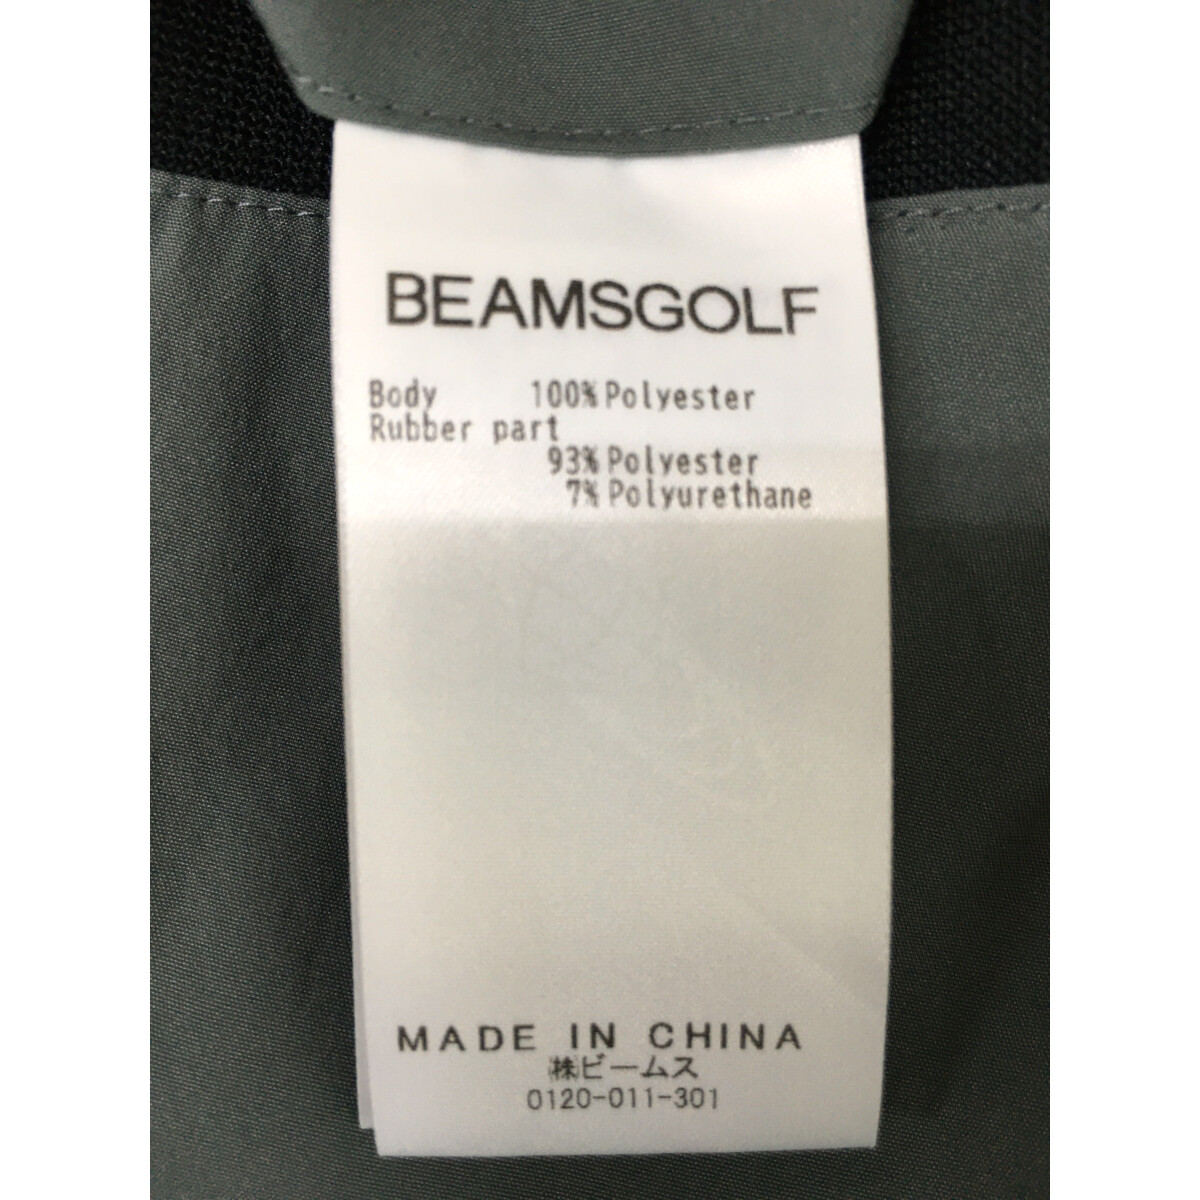 BEAMSGOLF
Body 100%Polyester
Rubber part
93%Polyester
7%Polyurethane
MADE IN CHINA
㈱ビームス
0120-011-301